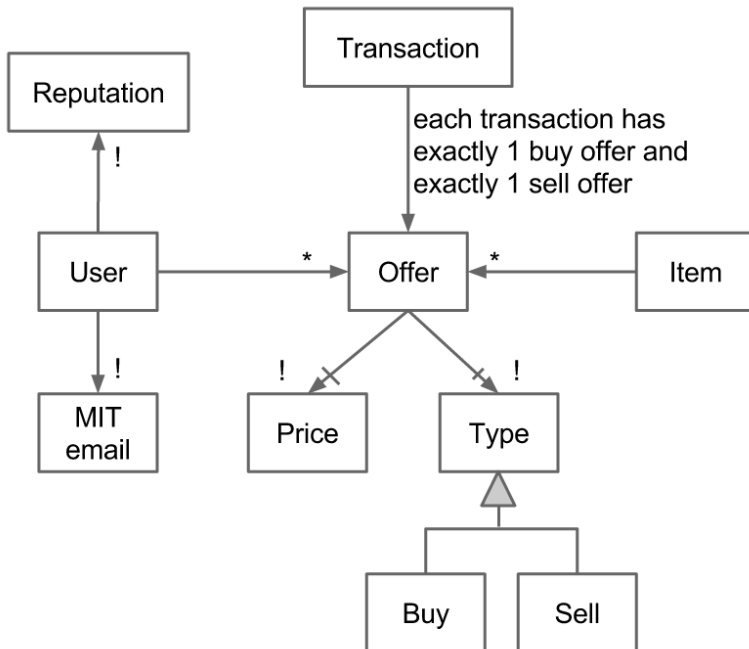 Transaction
Reputation
each transaction has
exactly 1 buy offer and
exactly 1 sell offer
!
User
*
Offer
*
Item
!
!
!
MIT
email
Price
Type
Buy
Sell